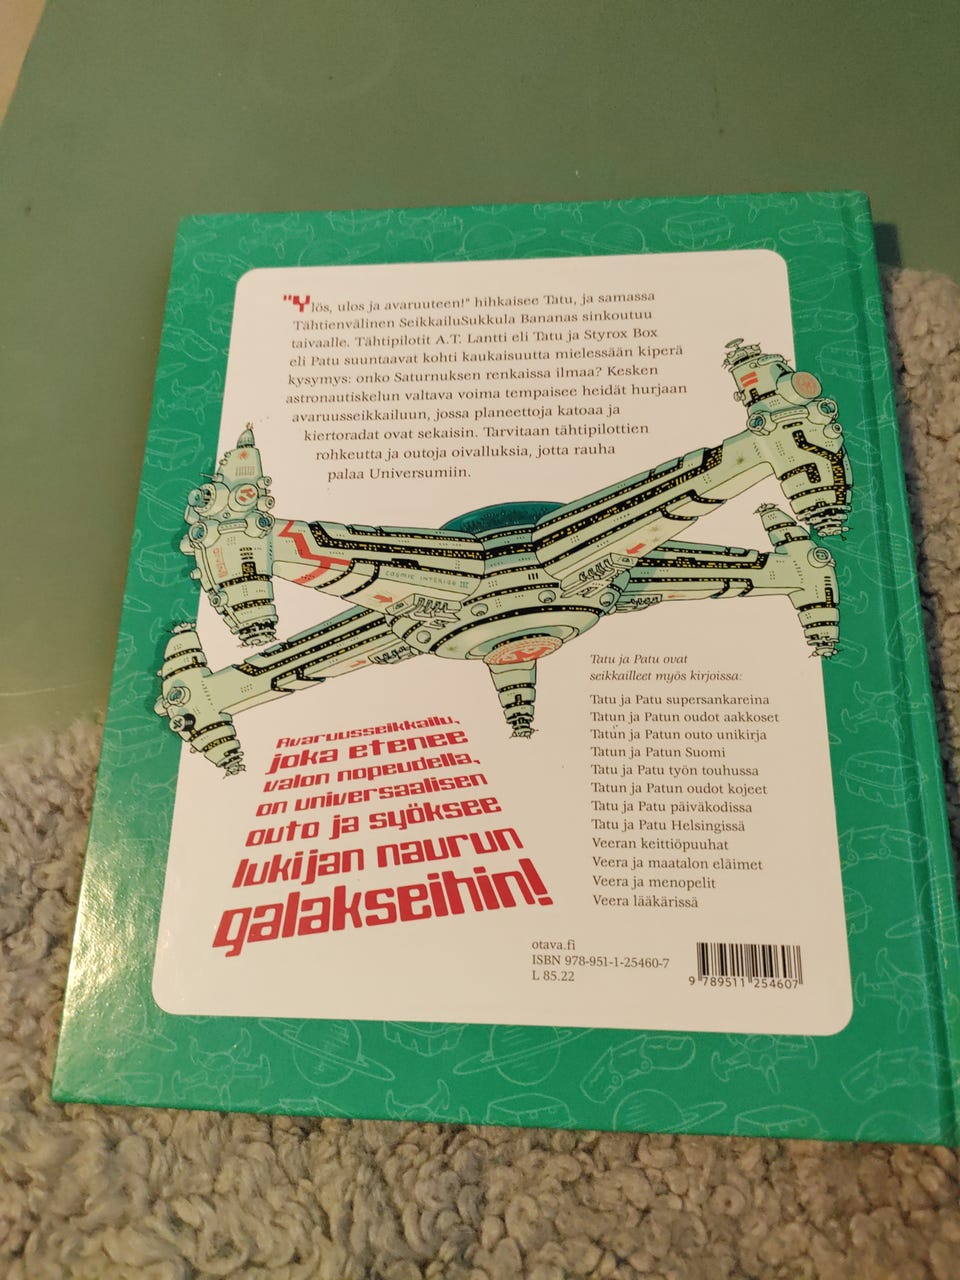 "Ylös, ulos ja avaruuteen!" hihkaisee Tatu, ja samassa
Tähtienvälinen SeikkailuSukkula Bananas sinkoutuu
taivaalle. Tähtipilotit A.T. Lantti eli Tatu ja Styrox Box
eli Patu suuntaavat kohti kaukaisuutta mielessään kiperä
kysymys: onko Saturnuksen renkaissa ilmaa? Kesken
astronautiskelun valtava voima tempaisee heidät hurjaan
avaruusseikkailuun, jossa planeettoja katoaa ja
kiertoradat ovat sekaisin. Tarvitaan tähtipilottien
rohkeutta ja outoja oivalluksia, jotta rauha
palaa Universumiin.
COSMIC INTERIÖÖ III
Avaruusseikkailu,
joka etenee
valon nopeudella,
on universaalisen
outo ja syöksee
lukijan naurun
galakseihin!
Tatu ja Patu ovat
seikkailleet myös kirjoissa:
Tatu ja Patu supersankareina
Tatun ja Patun oudot aakkoset
Tatun ja Patun outo unikirja
Tatun ja Patun Suomi
Tatu ja Patu työn touhussa
Tatun ja Patun oudot kojeet
Tatu ja Patu päiväkodissa
Tatu ja Patu Helsingissä
Veeran keittiöpuuhat
Veera ja maatalon eläimet
Veera ja menopelit
Veera lääkärissä
otava.fi
ISBN 978-951-1-25460-7
L 85.22
9 789511 254607